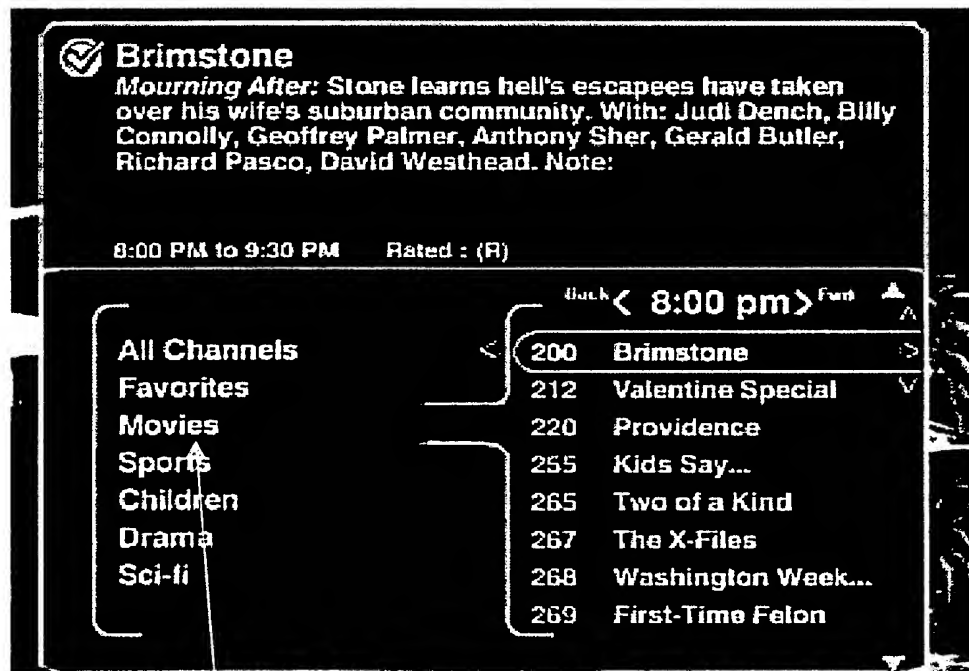 Brimstone
Mourning After: Stone learns hell's escapees have taken
over his wife's suburban community. With: Judi Dench, Billy
Connolly, Geoffrey Palmer, Anthony Sher, Gerald Butler,
Richard Pasco, David Westhead. Note:
8:00 PM to 9:30 PM Rated : (R)
Back < 8:00 pm > Fwd
All Channels < 200 Brimstone >
Favorites 212 Valentine Special
Movies 220 Providence
Sports 255 Kids Say...
Children 265 Two of a Kind
Drama 267 The X-Files
Sci-fi 268 Washington Week...
269 First-Time Felon